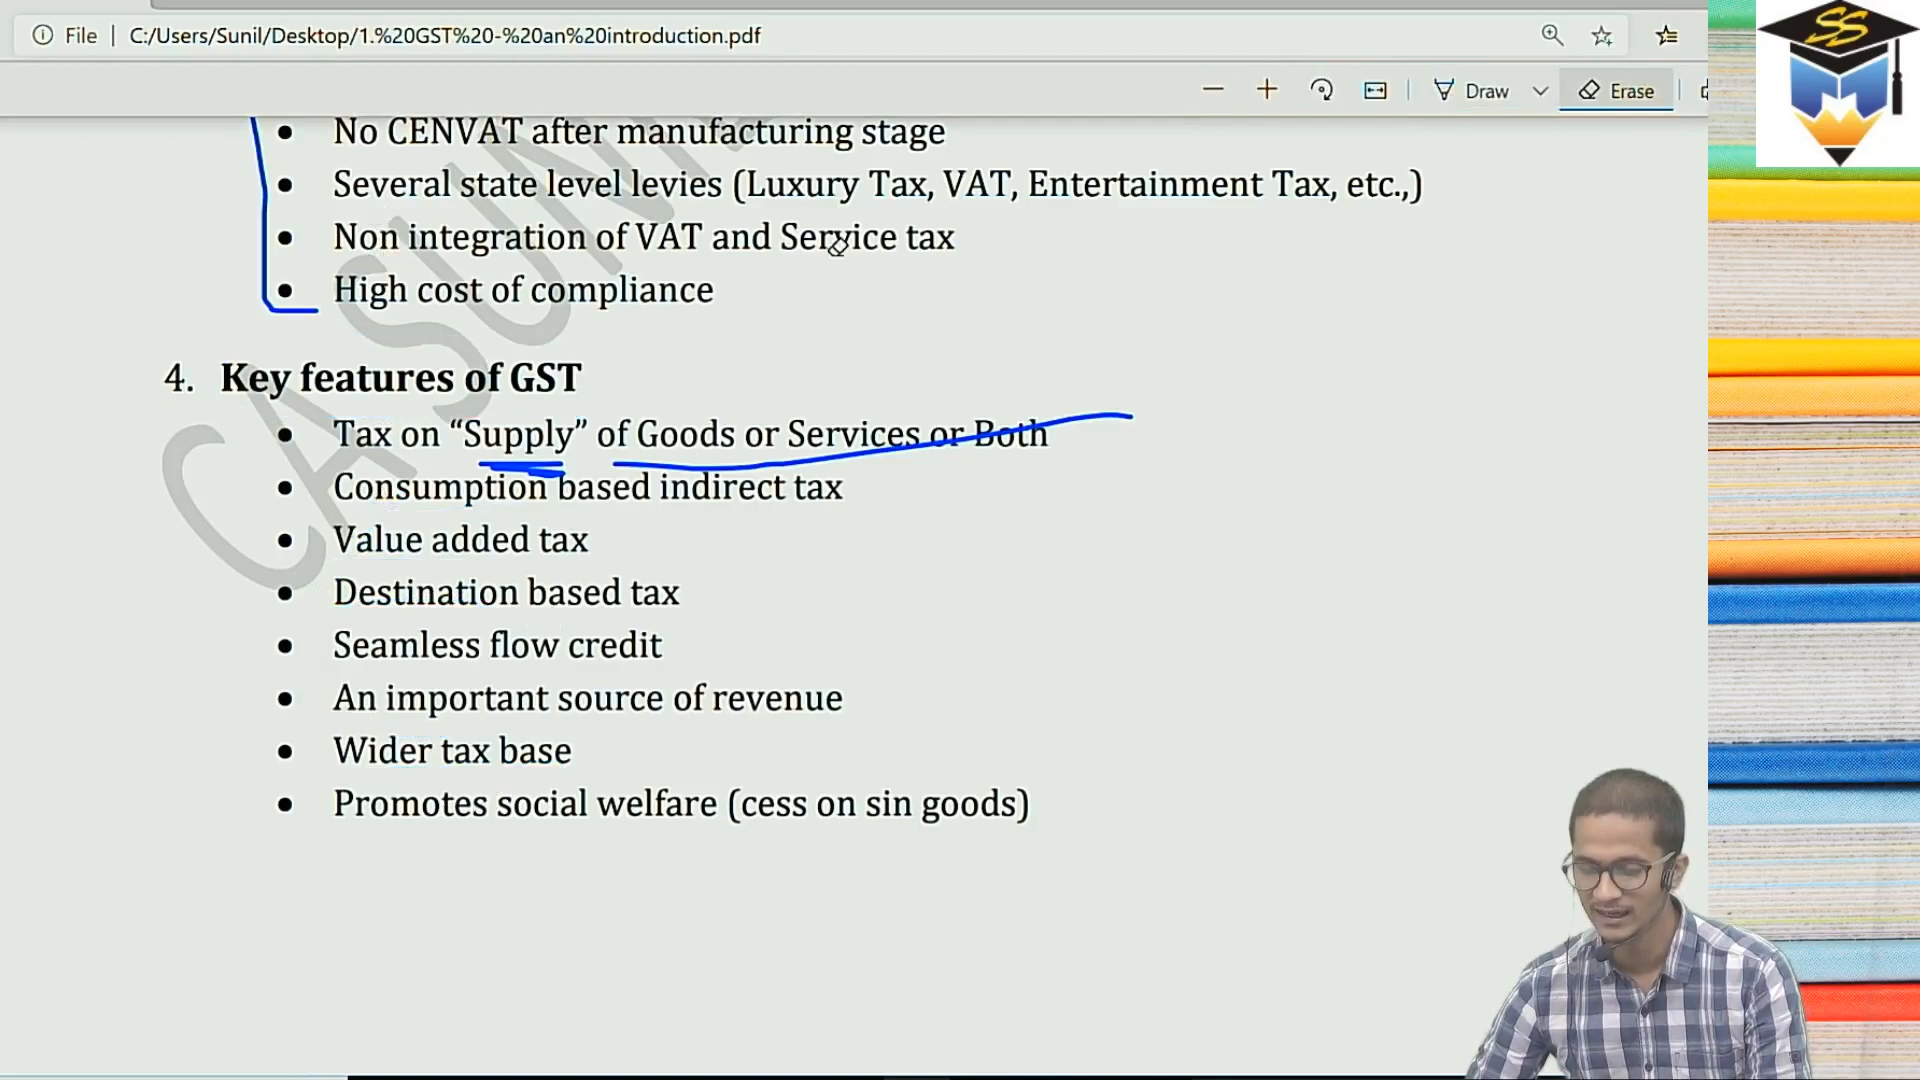 File | C:/Users/Sunil/Desktop/1.%20GST%20-%20an%20introduction.pdf
Draw Erase
SS
• No CENVAT after manufacturing stage
• Several state level levies (Luxury Tax, VAT, Entertainment Tax, etc.,)
• Non integration of VAT and Service tax
• High cost of compliance
4. Key features of GST
• Tax on “Supply” of Goods or Services or Both
• Consumption based indirect tax
• Value added tax
• Destination based tax
• Seamless flow credit
• An important source of revenue
• Wider tax base
• Promotes social welfare (cess on sin goods)